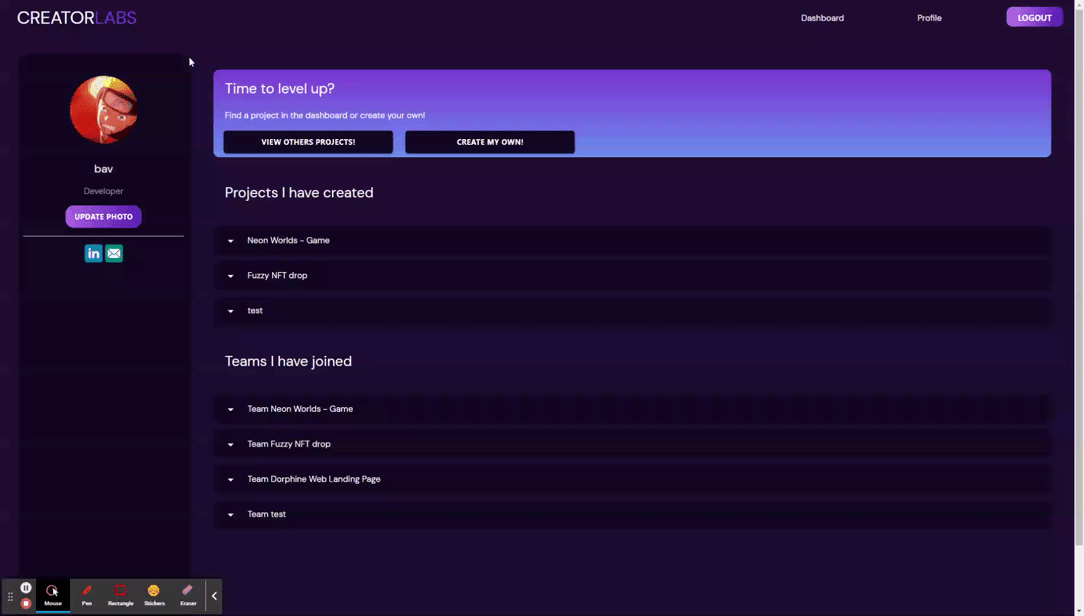 CREATORLABS
Dashboard
Profile
LOGOUT
bav
Developer
UPDATE PHOTO
in
Time to level up?
Find a project in the dashboard or create your own!
VIEW OTHERS PROJECTS!
CREATE MY OWN!
Projects I have created
Neon Worlds - Game
Fuzzy NFT drop
test
Teams I have joined
Team Neon Worlds - Game
Team Fuzzy NFT drop
Team Dorphine Web Landing Page
Team test
Mouse
Pen
Rectangle
Stickers
Eraser